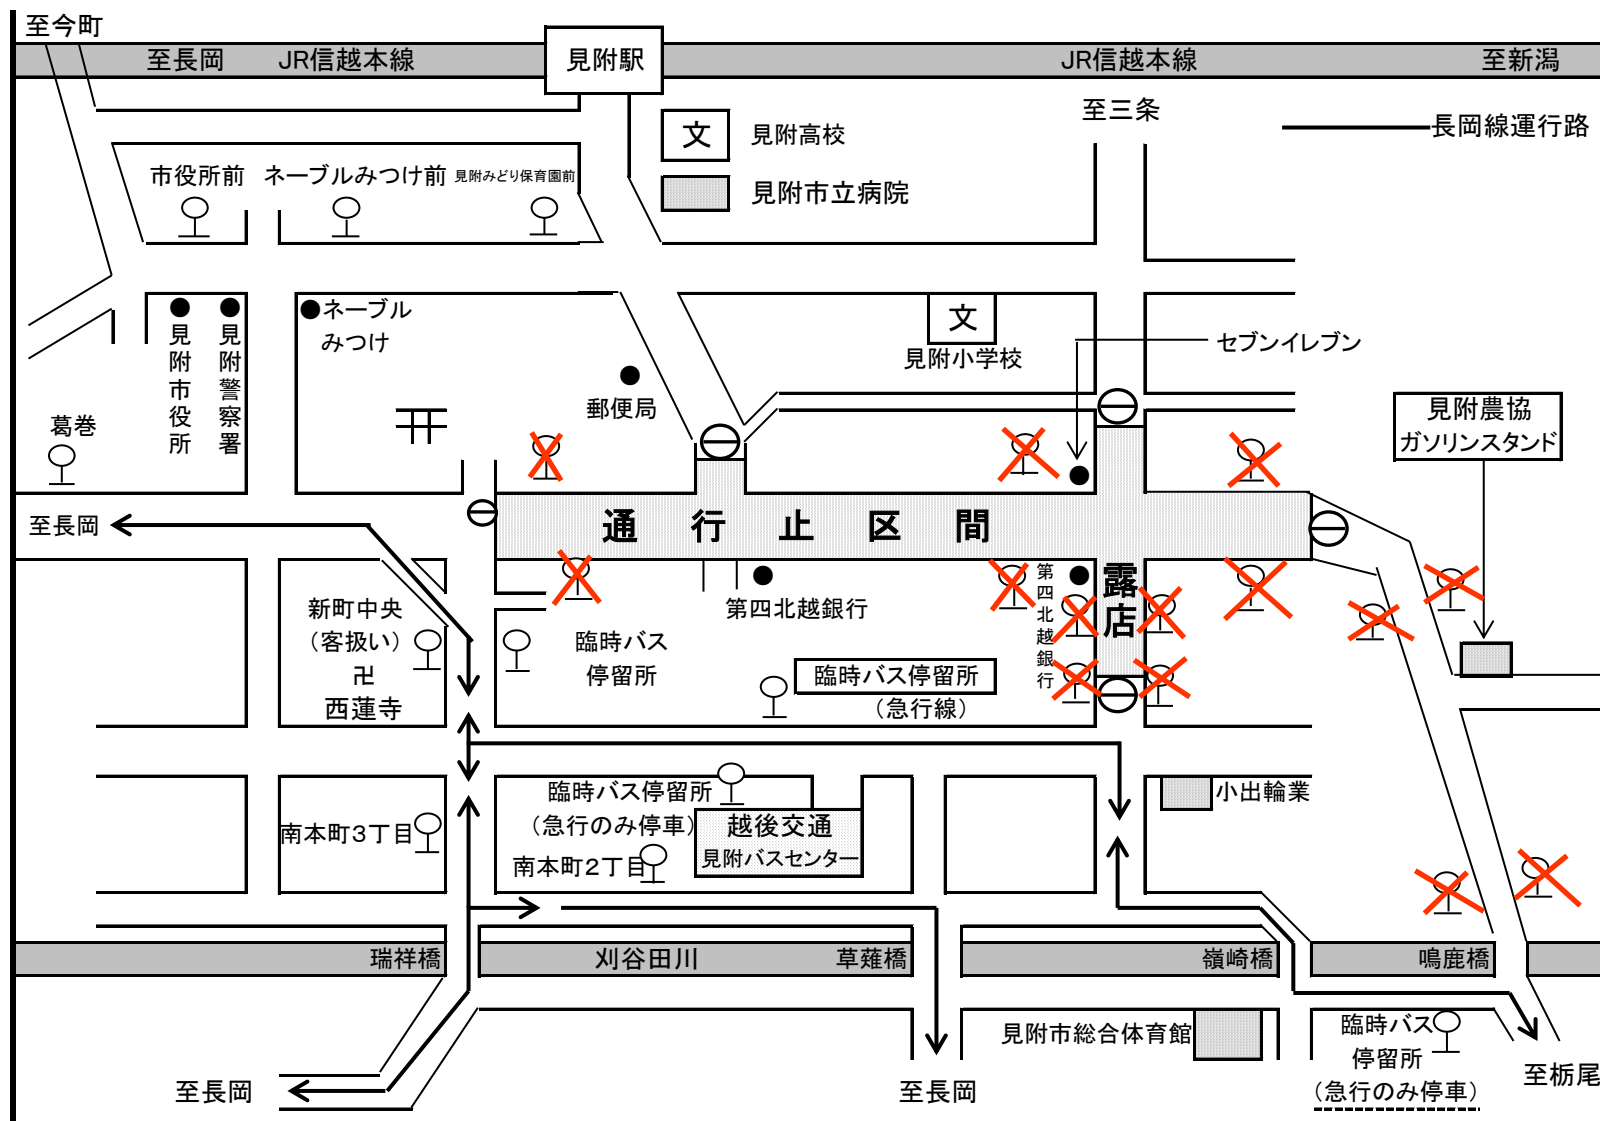 至今町
至長岡
JR信越本線
見附駅
JR信越本線
至新潟
至三条
長岡線運行路
文
見附高校
見附市立病院
市役所前
ネーブルみつけ前
見附みどり保育園前
見附市役所
見附警察署
ネーブル
みつけ
文
見附小学校
セブンイレブン
郵便局
葛巻
見附農協
ガソリンスタンド
至長岡
通行止区間
第四北越銀行
第四北越銀行
露店
新町中央
（客扱い）
卍
西蓮寺
臨時バス
停留所
臨時バス停留所
（急行線）
臨時バス停留所
（急行のみ停車）
越後交通
見附バスセンター
小出輪業
南本町3丁目
南本町2丁目
瑞祥橋
刈谷田川
草薙橋
嶺崎橋
鳴鹿橋
見附市総合体育館
臨時バス
停留所
（急行のみ停車）
至栃尾
至長岡
至長岡